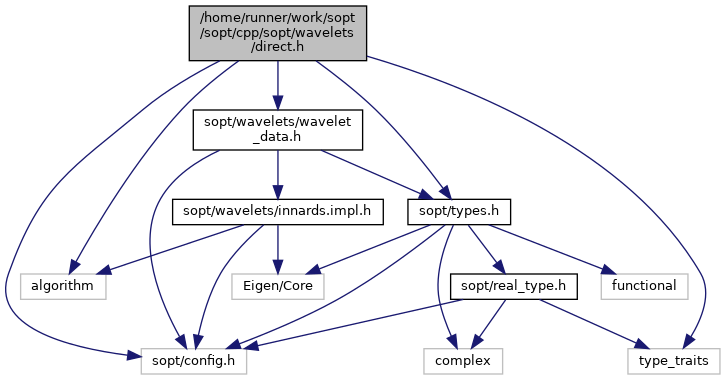 /home/runner/work/sopt
/sopt/cpp/sopt/wavelets
/direct.h
sopt/wavelets/wavelet
_data.h
sopt/wavelets/innards.impl.h
sopt/types.h
algorithm
Eigen/Core
sopt/real_type.h
functional
sopt/config.h
complex
type_traits